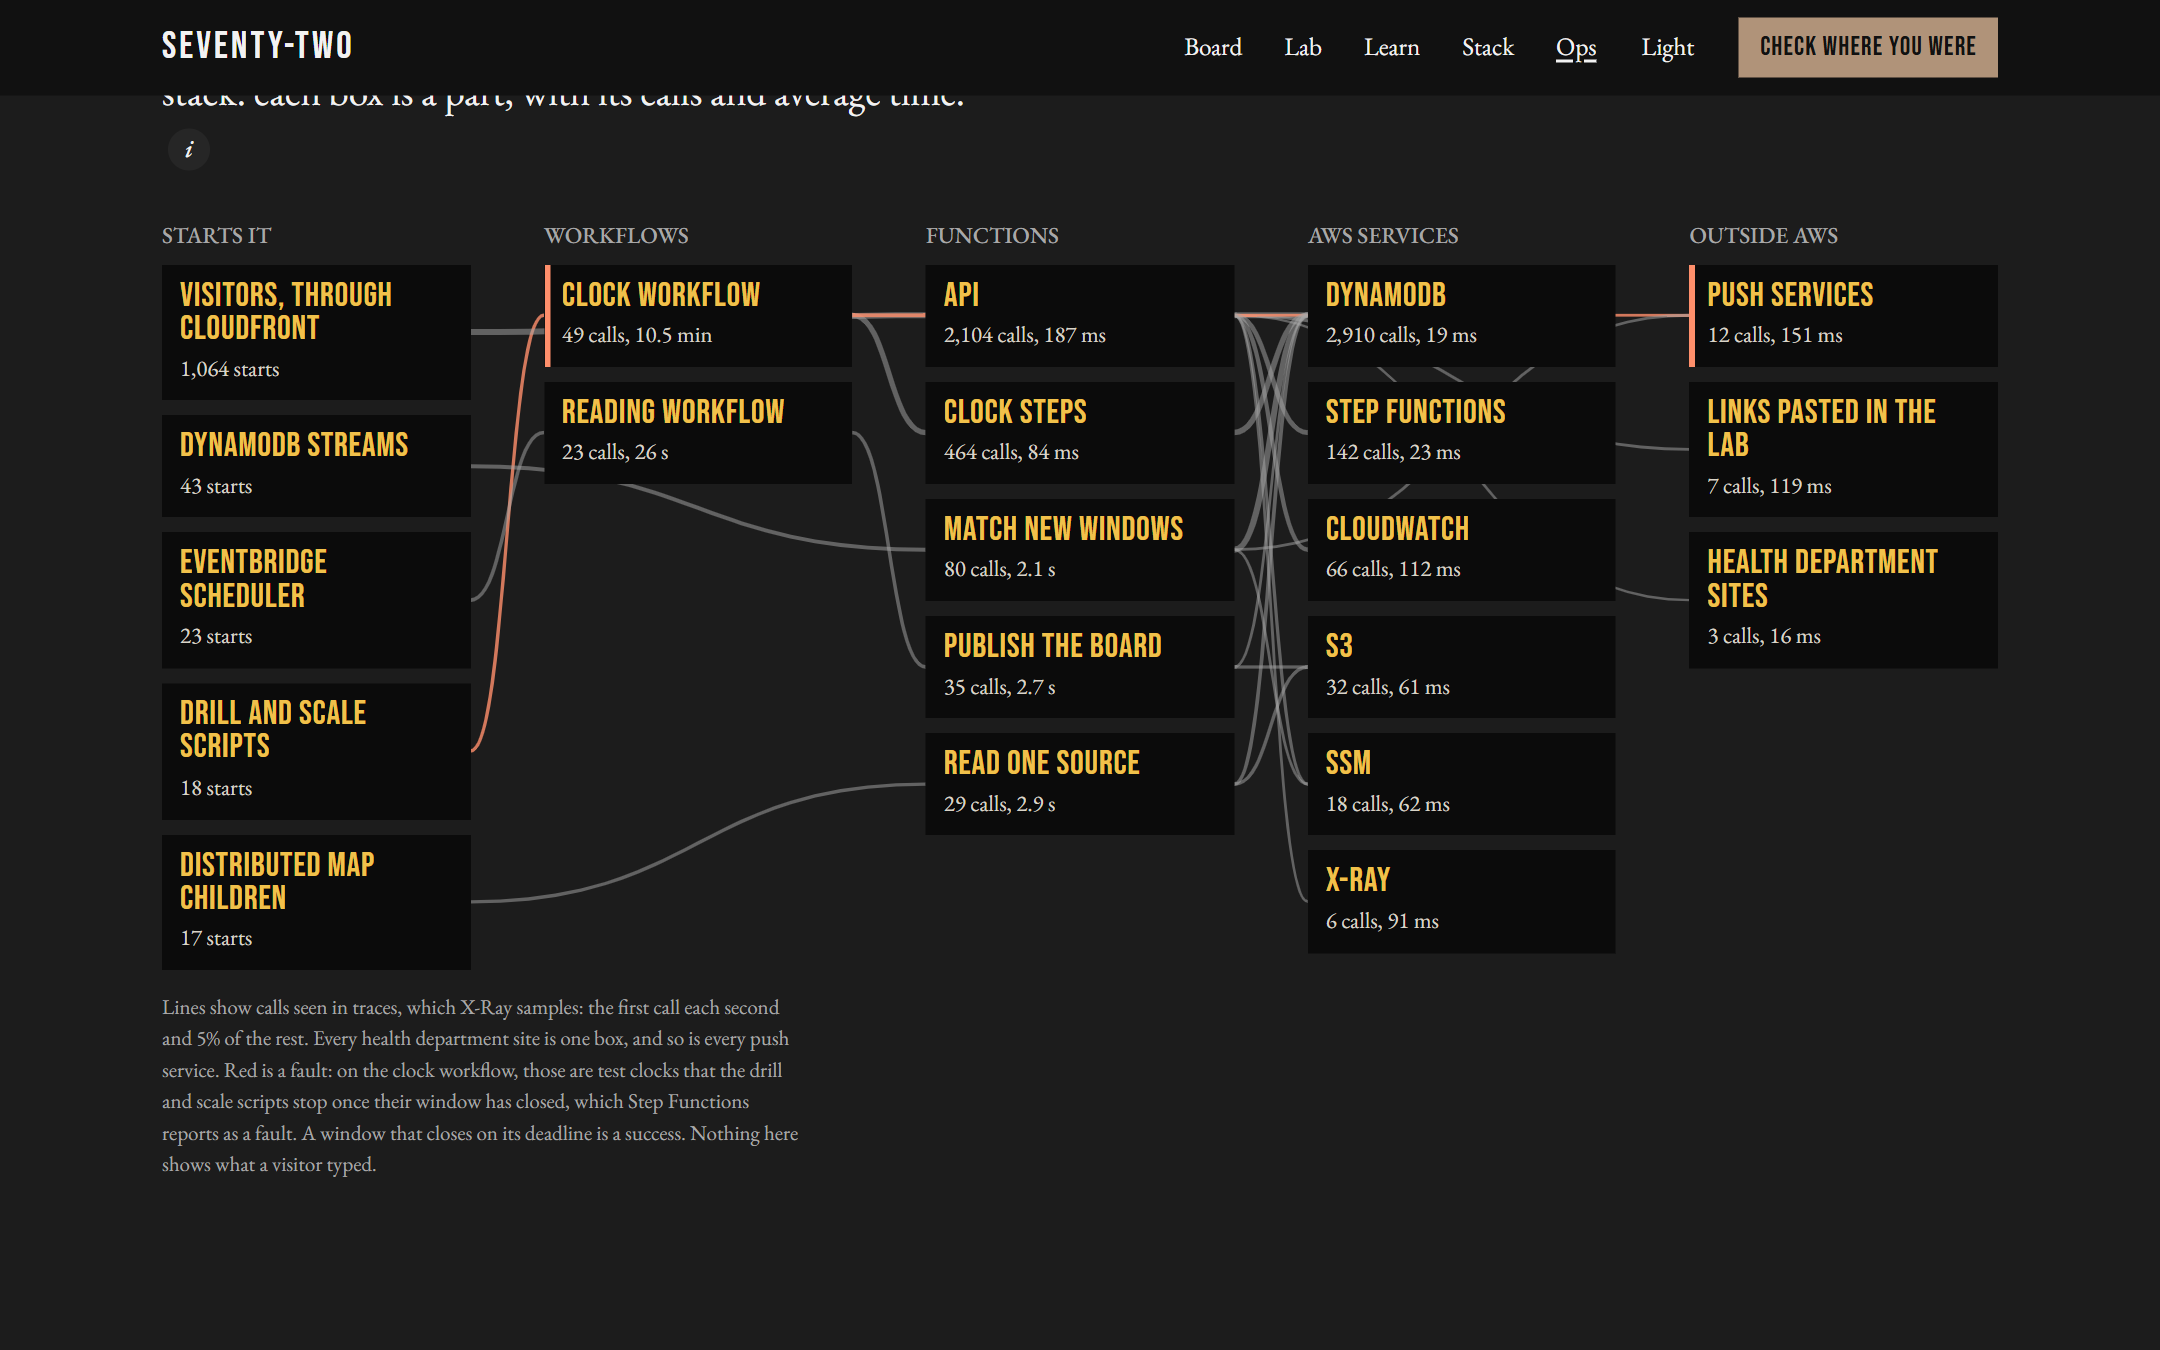 SEVENTY-TWO
Board
Lab
Learn
Stack
Ops
Light
CHECK WHERE YOU WERE
stack: each box is a part, with its calls and average time.
i
STARTS IT
VISITORS, THROUGH
CLOUDFRONT
1,064 starts
DYNAMODB STREAMS
43 starts
EVENTBRIDGE
SCHEDULER
23 starts
DRILL AND SCALE
SCRIPTS
18 starts
DISTRIBUTED MAP
CHILDREN
17 starts
WORKFLOWS
CLOCK WORKFLOW
49 calls, 10.5 min
READING WORKFLOW
23 calls, 26 s
FUNCTIONS
API
2,104 calls, 187 ms
CLOCK STEPS
464 calls, 84 ms
MATCH NEW WINDOWS
80 calls, 2.1 s
PUBLISH THE BOARD
35 calls, 2.7 s
READ ONE SOURCE
29 calls, 2.9 s
AWS SERVICES
DYNAMODB
2,910 calls, 19 ms
STEP FUNCTIONS
142 calls, 23 ms
CLOUDWATCH
66 calls, 112 ms
S3
32 calls, 61 ms
SSM
18 calls, 62 ms
X-RAY
6 calls, 91 ms
OUTSIDE AWS
PUSH SERVICES
12 calls, 151 ms
LINKS PASTED IN THE
LAB
7 calls, 119 ms
HEALTH DEPARTMENT
SITES
3 calls, 16 ms
Lines show calls seen in traces, which X-Ray samples: the first call each second
and 5% of the rest. Every health department site is one box, and so is every push
service. Red is a fault: on the clock workflow, those are test clocks that the drill
and scale scripts stop once their window has closed, which Step Functions
reports as a fault. A window that closes on its deadline is a success. Nothing here
shows what a visitor typed.